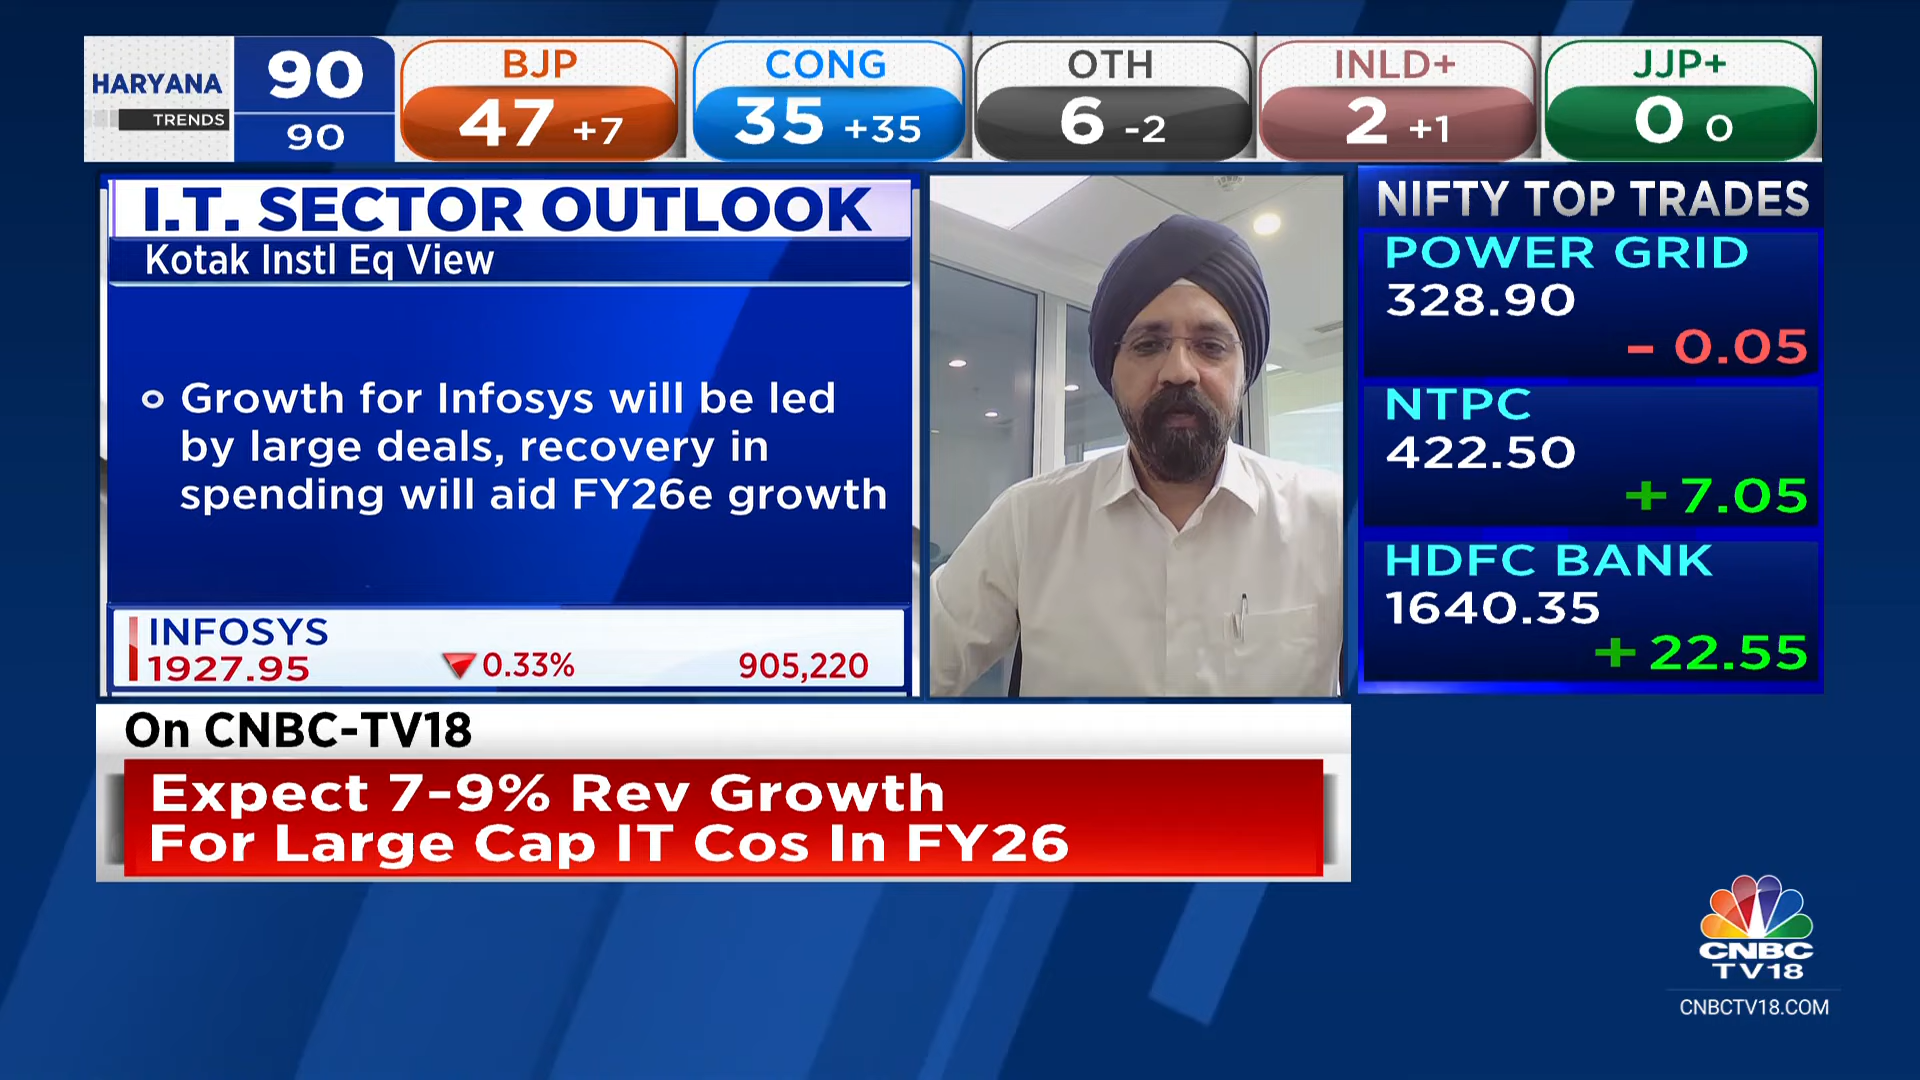 HARYANA
TRENDS
90
90
BJP
47 +7
CONG
35 +35
OTH
6 -2
INLD+
2 +1
JJP+
0 0
I.T. SECTOR OUTLOOK
Kotak Instl Eq View
Growth for Infosys will be led
by large deals, recovery in
spending will aid FY26e growth
INFOSYS
1927.95 ▼ 0.33% 905,220
NIFTY TOP TRADES
POWER GRID
328.90
- 0.05
NTPC
422.50
+ 7.05
HDFC BANK
1640.35
+ 22.55
On CNBC-TV18
Expect 7-9% Rev Growth
For Large Cap IT Cos In FY26
CNBC
TV18
CNBCTV18.COM